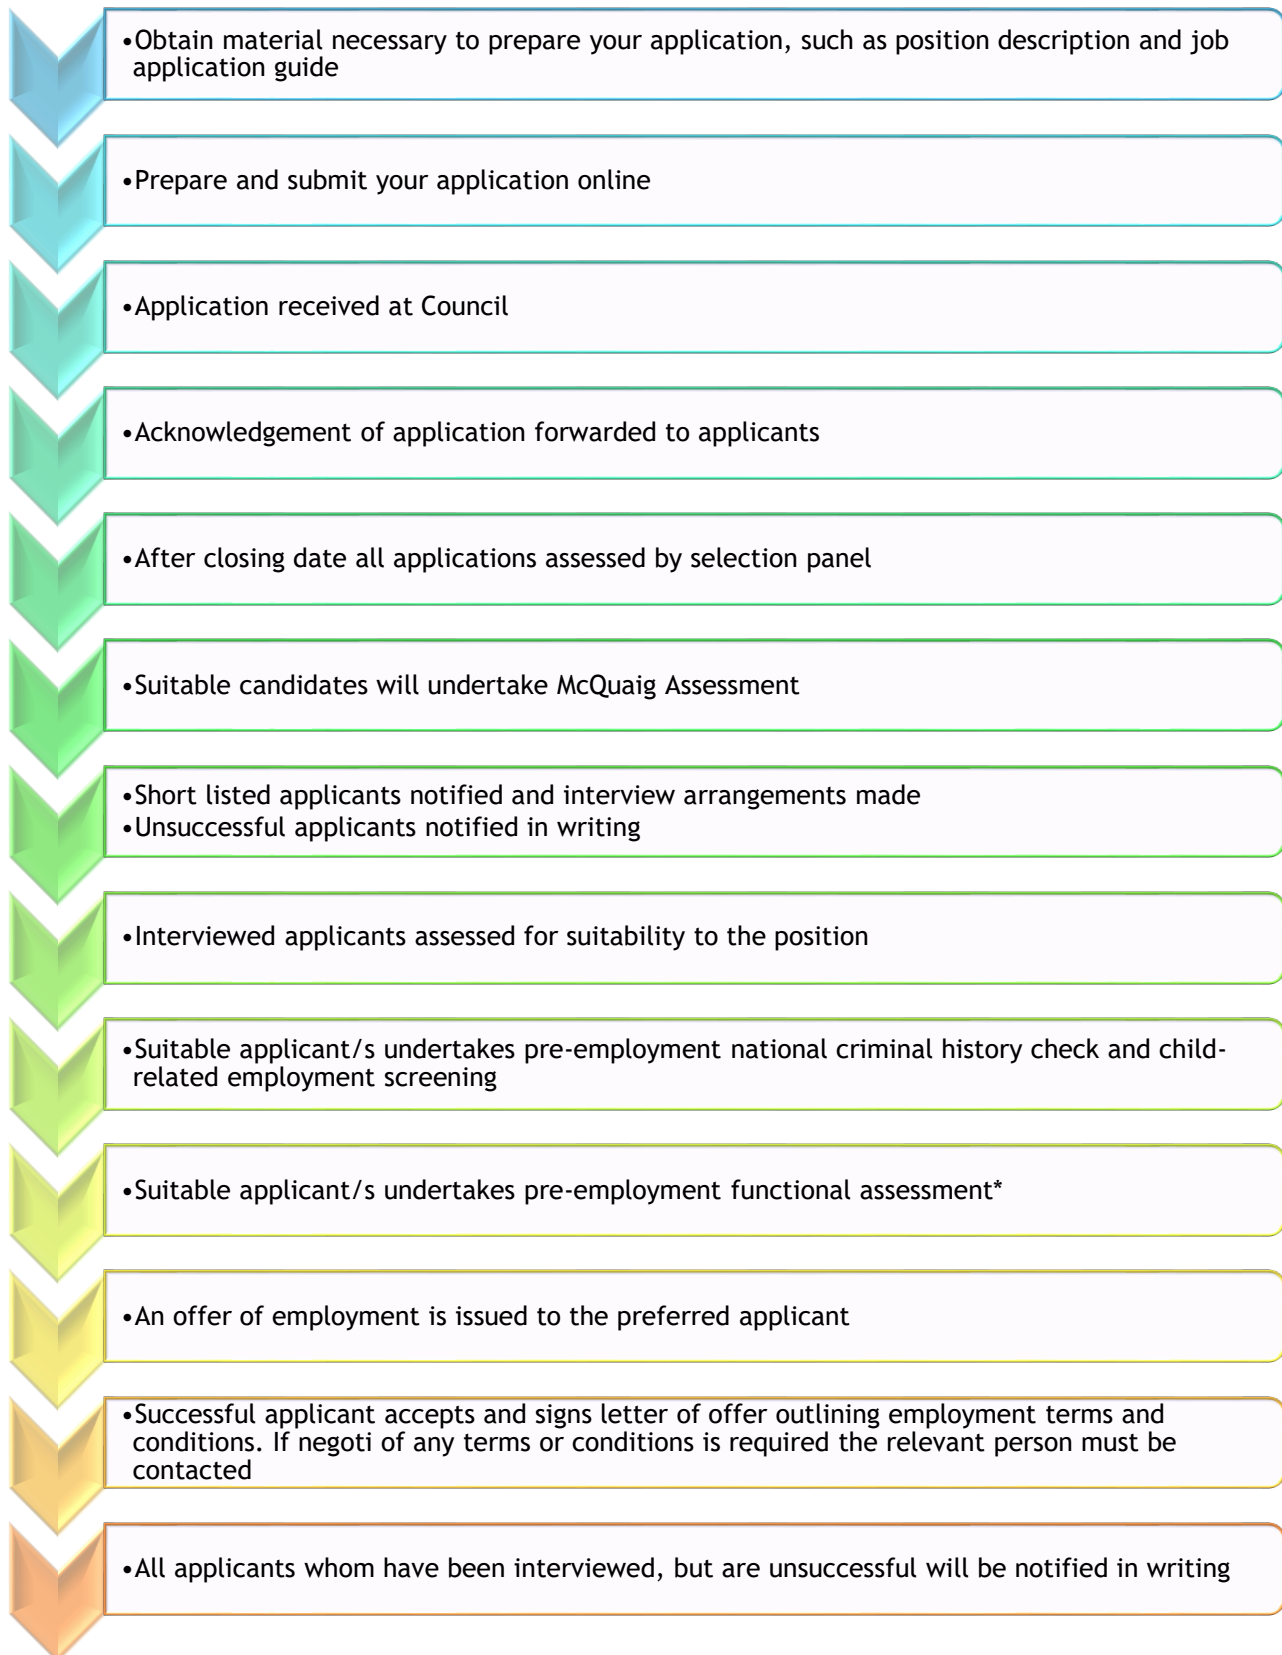 •Obtain material necessary to prepare your application, such as position description and job
application guide
•Prepare and submit your application online
•Application received at Council
•Acknowledgement of application forwarded to applicants
•After closing date all applications assessed by selection panel
•Suitable candidates will undertake McQuaig Assessment
•Short listed applicants notified and interview arrangements made
•Unsuccessful applicants notified in writing
•Interviewed applicants assessed for suitability to the position
•Suitable applicant/s undertakes pre-employment national criminal history check and child-
related employment screening
•Suitable applicant/s undertakes pre-employment functional assessment*
•An offer of employment is issued to the preferred applicant
•Successful applicant accepts and signs letter of offer outlining employment terms and
conditions. If negoti of any terms or conditions is required the relevant person must be
contacted
•All applicants whom have been interviewed, but are unsuccessful will be notified in writing